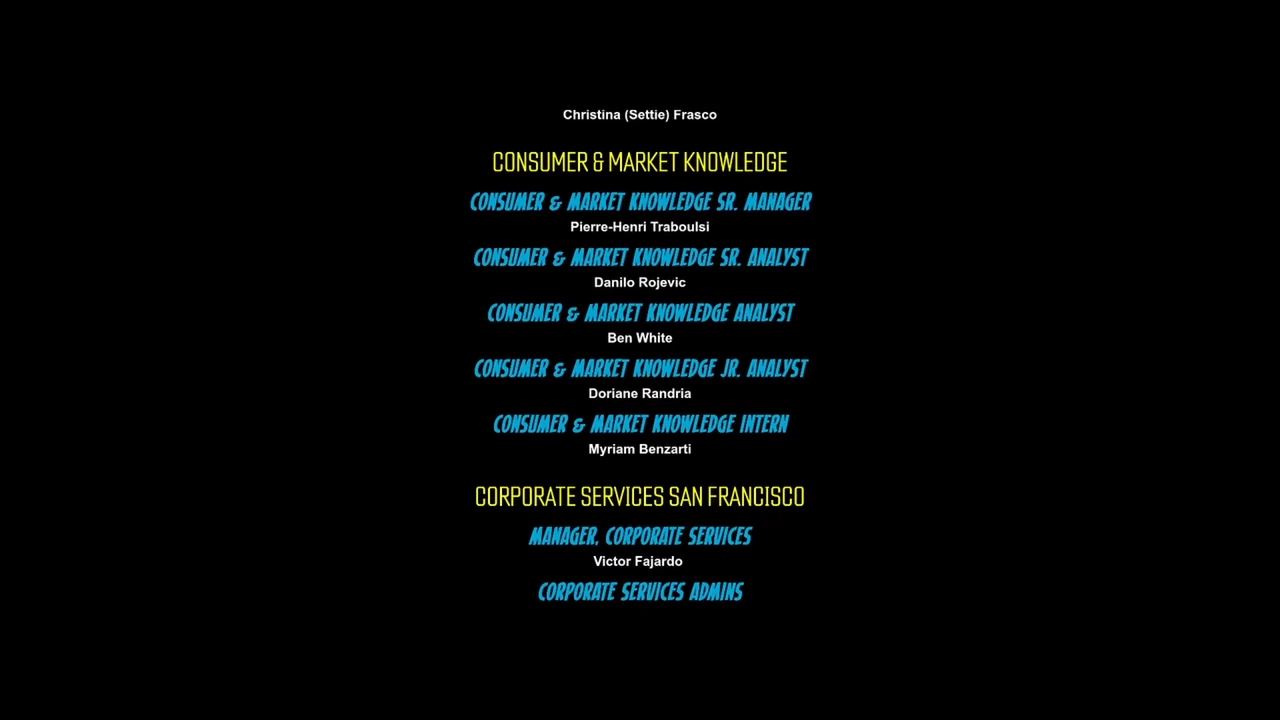 Christina (Settie) Frasco
CONSUMER & MARKET KNOWLEDGE
CONSUMER & MARKET KNOWLEDGE SR. MANAGER
Pierre-Henri Traboulsi
CONSUMER & MARKET KNOWLEDGE SR. ANALYST
Danilo Rojevic
CONSUMER & MARKET KNOWLEDGE ANALYST
Ben White
CONSUMER & MARKET KNOWLEDGE JR. ANALYST
Doriane Randria
CONSUMER & MARKET KNOWLEDGE INTERN
Myriam Benzarti
CORPORATE SERVICES SAN FRANCISCO
MANAGER, CORPORATE SERVICES
Victor Fajardo
CORPORATE SERVICES ADMINS